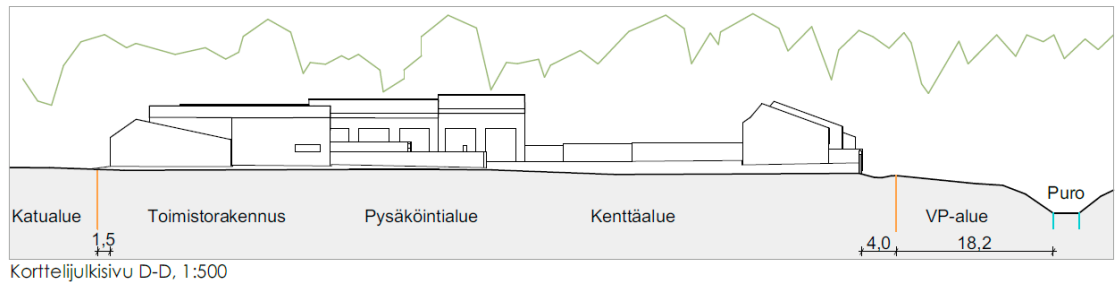 Puro
Katualue Toimistorakennus Pysäköintialue Kenttäalue VP-alue
1,5 4,0 18,2
Korttelijulkisivu D-D, 1:500